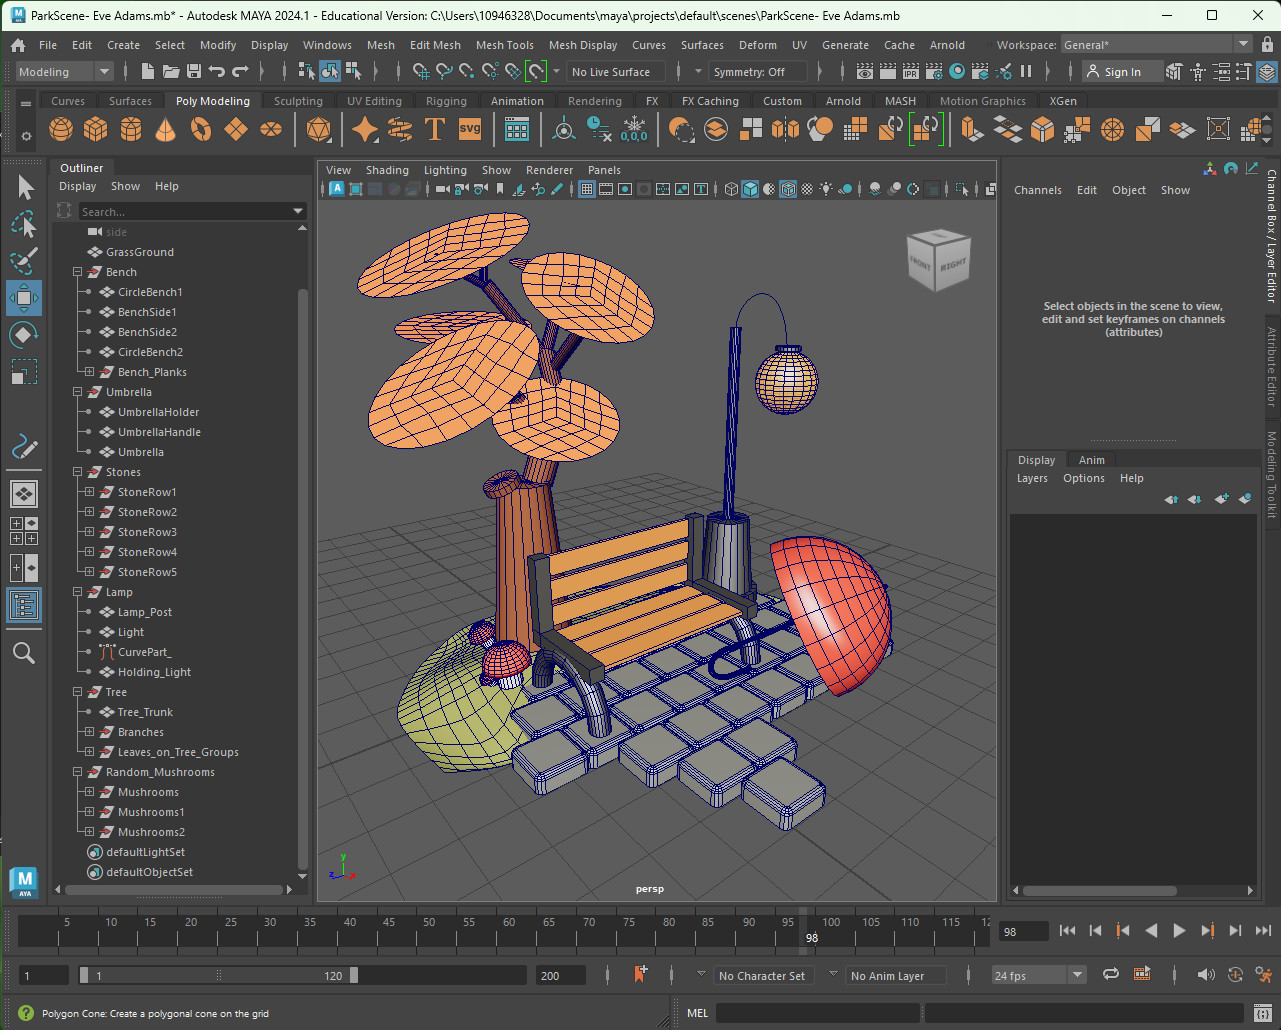 ParkScene- Eve Adams.mb* - Autodesk MAYA 2024.1 - Educational Version: C:\Users\10946328\Documents\maya\projects\default\scenes\ParkScene- Eve Adams.mb
File Edit Create Select Modify Display Windows Mesh Edit Mesh Mesh Tools Mesh Display Curves Surfaces Deform UV Generate Cache Arnold Workspace: General*
Modeling No Live Surface Symmetry: Off IPR Sign In
Curves Surfaces Poly Modeling Sculpting UV Editing Rigging Animation Rendering FX FX Caching Custom Arnold MASH Motion Graphics XGen
T SVG 0,0,0
Outliner
Display Show Help
Search...
side
GrassGround
Bench
CircleBench1
BenchSide1
BenchSide2
CircleBench2
Bench_Planks
Umbrella
UmbrellaHolder
UmbrellaHandle
Umbrella
Stones
StoneRow1
StoneRow2
StoneRow3
StoneRow4
StoneRow5
Lamp
Lamp_Post
Light
CurvePart_
Holding_Light
Tree
Tree_Trunk
Branches
Leaves_on_Tree_Groups
Random_Mushrooms
Mushrooms
Mushrooms1
Mushrooms2
defaultLightSet
defaultObjectSet
M
AYA
View Shading Lighting Show Renderer Panels
FRONT RIGHT
y
z x
persp
Channels Edit Object Show
Select objects in the scene to view,
edit and set keyframes on channels
(attributes)
Display Anim
Layers Options Help
Channel Box / Layer Editor
Attribute Editor
Modeling Toolkit
5 10 15 20 25 30 35 40 45 50 55 60 65 70 75 80 85 90 95 100 105 110 115 12
98
98
1 1 120 200 No Character Set No Anim Layer 24 fps
Polygon Cone: Create a polygonal cone on the grid
MEL